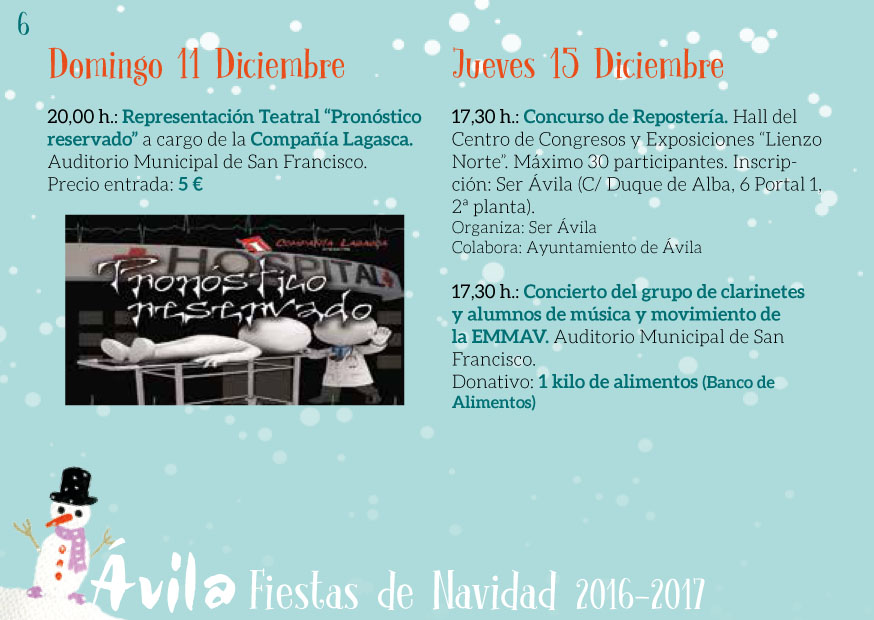 6
Domingo 11 Diciembre
20,00 h.: Representación Teatral “Pronóstico
reservado” a cargo de la Compañía Lagasca.
Auditorio Municipal de San Francisco.
Precio entrada: 5 €
COMPAÑÍA LAGASCA
HOSPITAL
Pronóstico
reservado
Jueves 15 Diciembre
17,30 h.: Concurso de Repostería. Hall del
Centro de Congresos y Exposiciones “Lienzo
Norte”. Máximo 30 participantes. Inscrip-
ción: Ser Ávila (C/ Duque de Alba, 6 Portal 1,
2ª planta).
Organiza: Ser Ávila
Colabora: Ayuntamiento de Ávila
17,30 h.: Concierto del grupo de clarinetes
y alumnos de música y movimiento de
la EMMAV. Auditorio Municipal de San
Francisco.
Donativo: 1 kilo de alimentos (Banco de
Alimentos)
Ávila Fiestas de Navidad 2016-2017